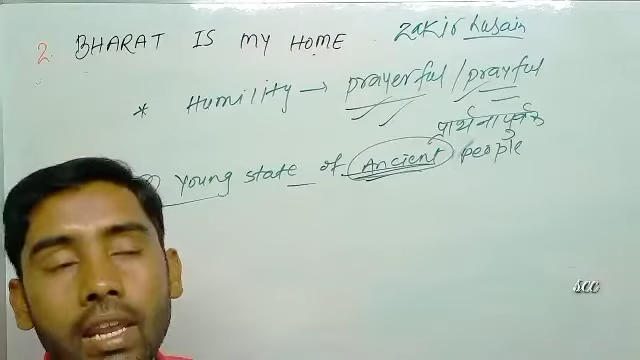 2. BHARAT IS MY HOME Zakir husain
* Humility → prayerful / prayful
प्रार्थनापूर्वक
Young state of Ancient people
scc